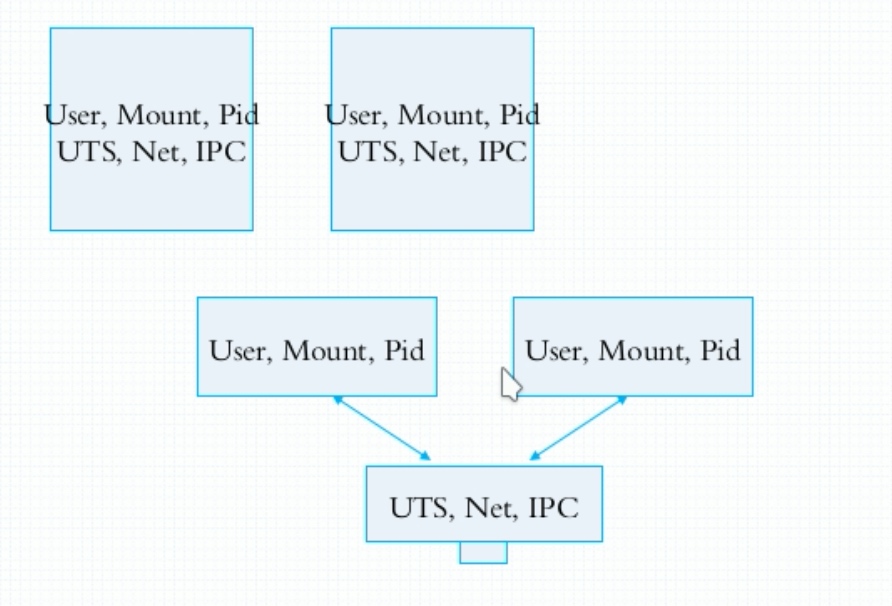 User, Mount, Pid
UTS, Net, IPC
User, Mount, Pid
UTS, Net, IPC
User, Mount, Pid
User, Mount, Pid
UTS, Net, IPC